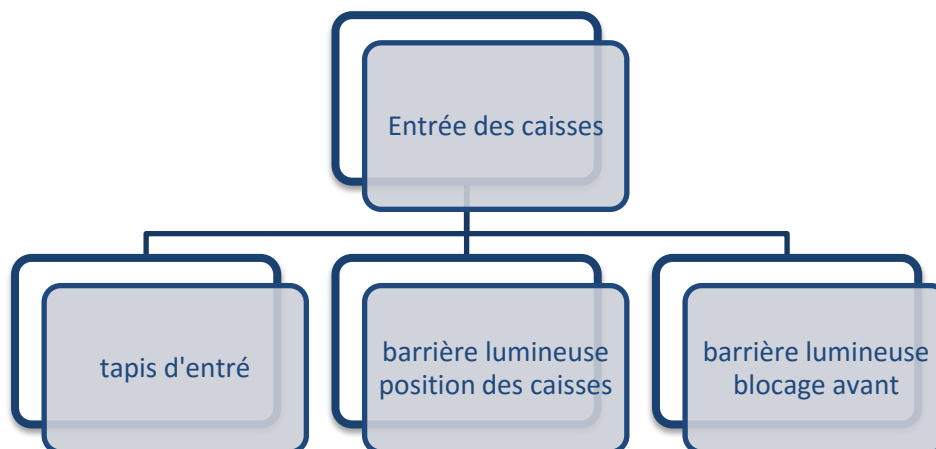 Entrée des caisses
tapis d'entré
barrière lumineuse
position des caisses
barrière lumineuse
blocage avant